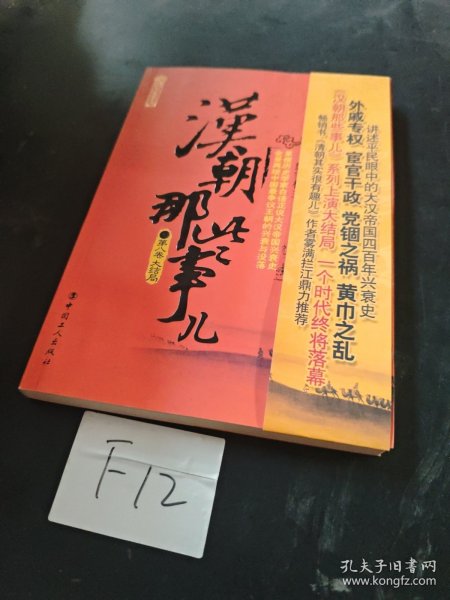 漢朝
那些事儿
第八卷 大结局
中国工人出版社
讲述平民眼中的大汉帝国四百年兴衰史
外戚专权 宦官干政 党锢之祸 黄巾之乱
《汉朝那些事儿》系列上演大结局 一个时代终将落幕
畅销书《清朝其实很有趣儿》作者雾满拦江鼎力推荐
F-12
孔夫子旧书网
www.kongfz.com